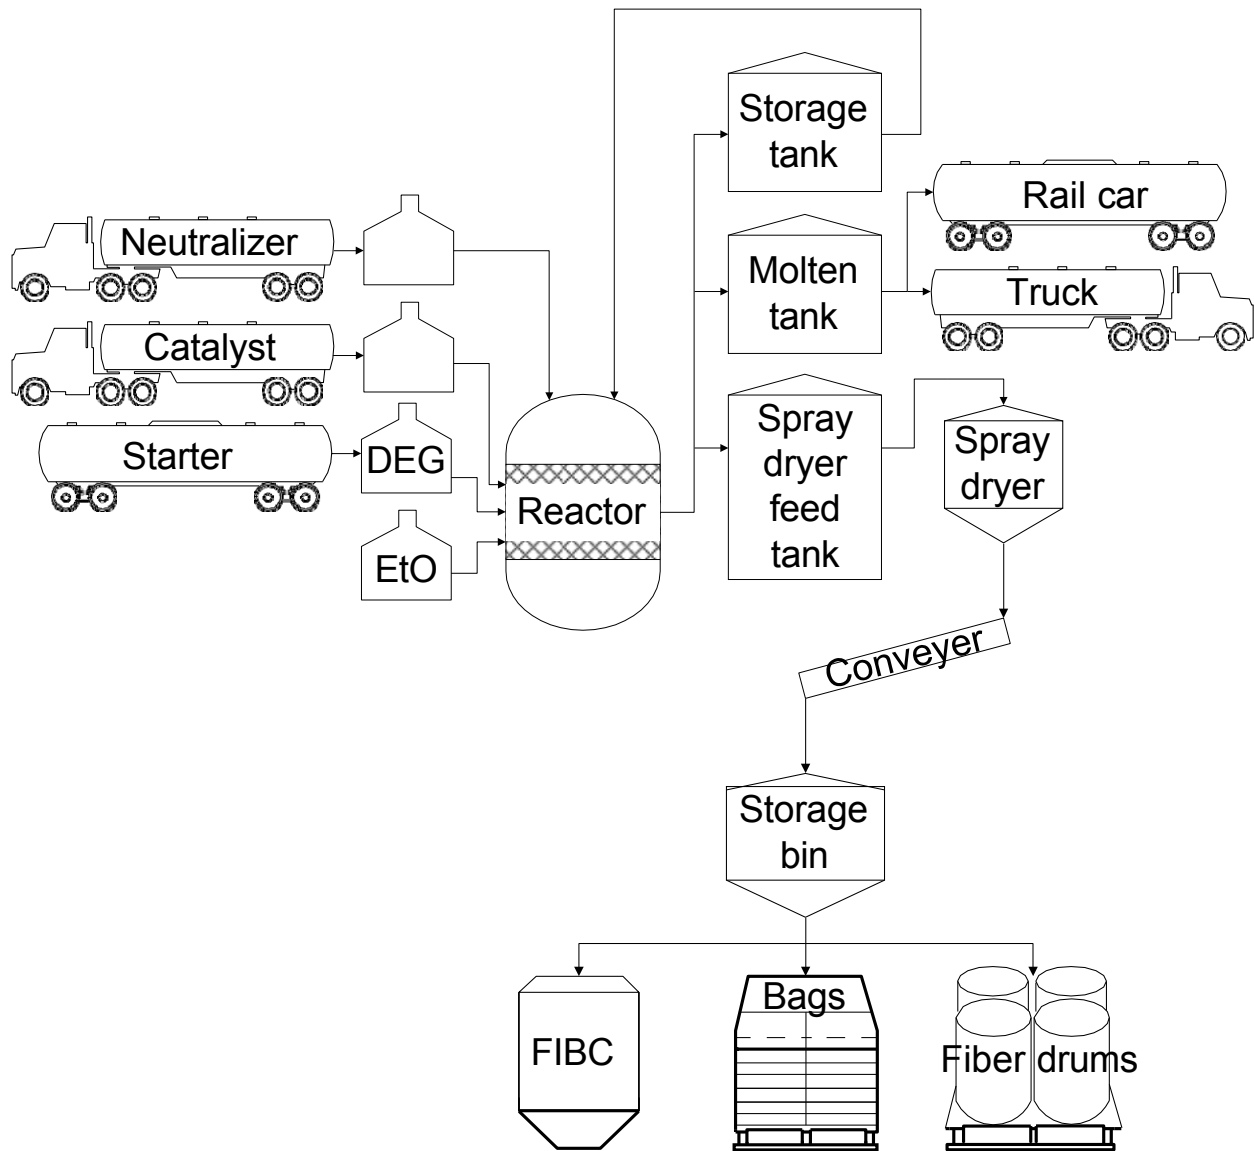 Storage
tank
Rail car
Neutralizer
Molten
tank
Truck
Catalyst
Starter
DEG
Spray
dryer
feed
tank
Spray
dryer
Reactor
EtO
Conveyer
Storage
bin
Bags
FIBC
Fiber drums